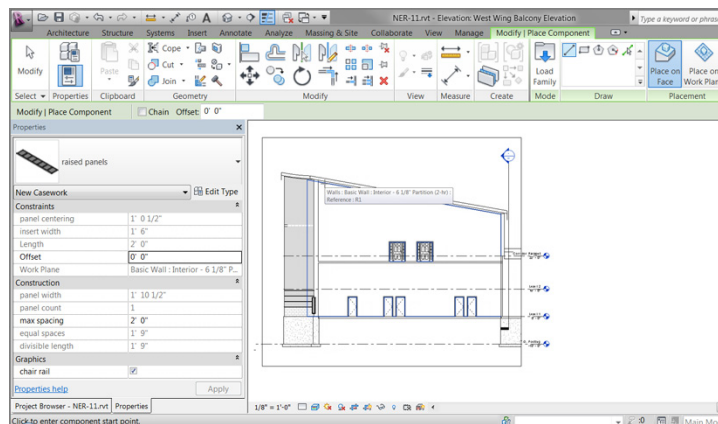 NER-11.rvt - Elevation: West Wing Balcony Elevation
Type a keyword or phras
Architecture Structure Systems Insert Annotate Analyze Massing & Site Collaborate View Manage Modify | Place Component
Modify
Paste
Cope
Cut
Join
Load Family
Place on Face
Place on Work Plan
Select Properties Clipboard Geometry Modify View Measure Create Mode Draw Placement
Modify | Place Component Chain Offset: 0' 0"
Properties
raised panels
New Casework Edit Type
Constraints
panel centering 1' 0 1/2"
insert width 1' 6"
Length 2' 0"
Offset 0' 0"
Work Plane Basic Wall : Interior - 6 1/8" P...
Construction
panel width 1' 10 1/2"
panel count 1
max spacing 2' 0"
equal spaces 1' 9"
divisible length 1' 9"
Graphics
chair rail
Properties help Apply
Project Browser - NER-11.rvt Properties
Click to enter component start point.
Walls : Basic Wall : Interior - 6 1/8" Partition (2-hr) :
Reference : R1
1/8" = 1'-0"
:0 Main Mo